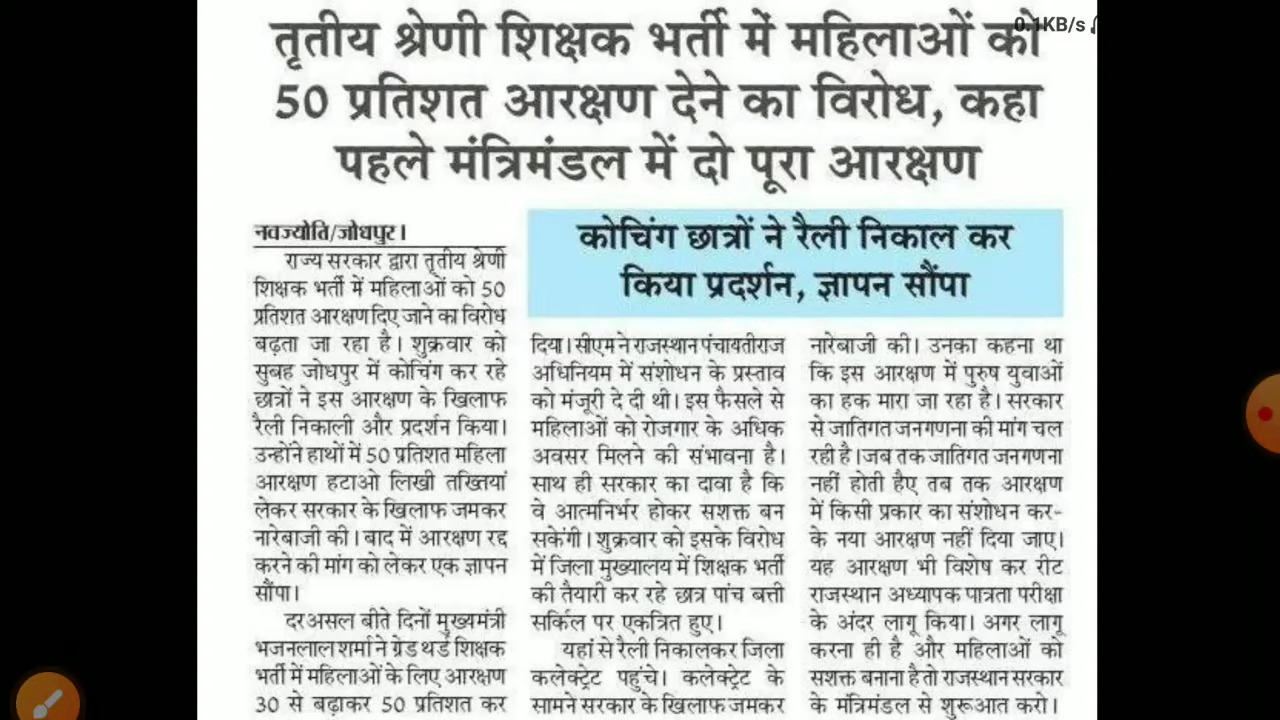 0.1KB/s
तृतीय श्रेणी शिक्षक भर्ती में महिलाओं को
50 प्रतिशत आरक्षण देने का विरोध, कहा
पहले मंत्रिमंडल में दो पूरा आरक्षण
कोचिंग छात्रों ने रैली निकाल कर
किया प्रदर्शन, ज्ञापन सौंपा
नवज्योति/जोधपुर।
राज्य सरकार द्वारा तृतीय श्रेणी
शिक्षक भर्ती में महिलाओं को 50
प्रतिशत आरक्षण दिए जाने का विरोध
बढ़ता जा रहा है। शुक्रवार को
सुबह जोधपुर में कोचिंग कर रहे
छात्रों ने इस आरक्षण के खिलाफ
रैली निकाली और प्रदर्शन किया।
उन्होंने हाथों में 50 प्रतिशत महिला
आरक्षण हटाओ लिखी तख्तियां
लेकर सरकार के खिलाफ जमकर
नारेबाजी की। बाद में आरक्षण रद्द
करने की मांग को लेकर एक ज्ञापन
सौंपा।
दरअसल बीते दिनों मुख्यमंत्री
भजनलाल शर्मा ने ग्रेड थर्ड शिक्षक
भर्ती में महिलाओं के लिए आरक्षण
30 से बढ़ाकर 50 प्रतिशत कर
दिया। सीएम ने राजस्थान पंचायतीराज
अधिनियम में संशोधन के प्रस्ताव
को मंजूरी दे दी थी। इस फैसले से
महिलाओं को रोजगार के अधिक
अवसर मिलने की संभावना है।
साथ ही सरकार का दावा है कि
वे आत्मनिर्भर होकर सशक्त बन
सकेंगी। शुक्रवार को इसके विरोध
में जिला मुख्यालय में शिक्षक भर्ती
की तैयारी कर रहे छात्र पांच बत्ती
सर्किल पर एकत्रित हुए।
यहां से रैली निकालकर जिला
कलेक्ट्रेट पहुंचे। कलेक्ट्रेट के
सामने सरकार के खिलाफ जमकर
नारेबाजी की। उनका कहना था
कि इस आरक्षण में पुरुष युवाओं
का हक मारा जा रहा है। सरकार
से जातिगत जनगणना की मांग चल
रही है। जब तक जातिगत जनगणना
नहीं होती हैए तब तक आरक्षण
में किसी प्रकार का संशोधन कर-
के नया आरक्षण नहीं दिया जाए।
यह आरक्षण भी विशेष कर रीट
राजस्थान अध्यापक पात्रता परीक्षा
के अंदर लागू किया। अगर लागू
करना ही है और महिलाओं को
सशक्त बनाना है तो राजस्थान सरकार
के मंत्रिमंडल से शुरूआत करो।